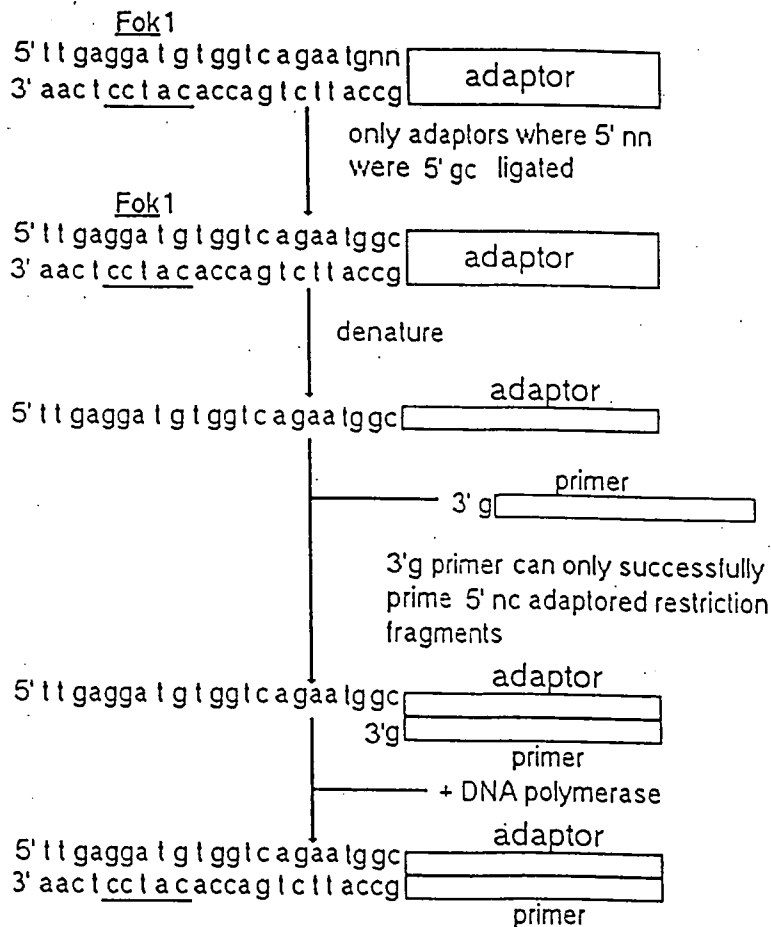 Fok1
5' ttgaggatgtggtcagaatgnn
adaptor
3' aactcctacaccagtcttaccg
only adaptors where 5' nn
were 5' gc ligated
Fok1
5' ttgaggatgtggtcagaatggc
adaptor
3' aactcctacaccagtcttaccg
denature
adaptor
5' ttgaggatgtggtcagaatggc
primer
3' g
3'g primer can only successfully
prime 5' nc adaptored restriction
fragments
adaptor
5' ttgaggatgtggtcagaatggc
3'g
primer
+ DNA polymerase
adaptor
5' ttgaggatgtggtcagaatggc
3' aactcctacaccagtcttaccg
primer